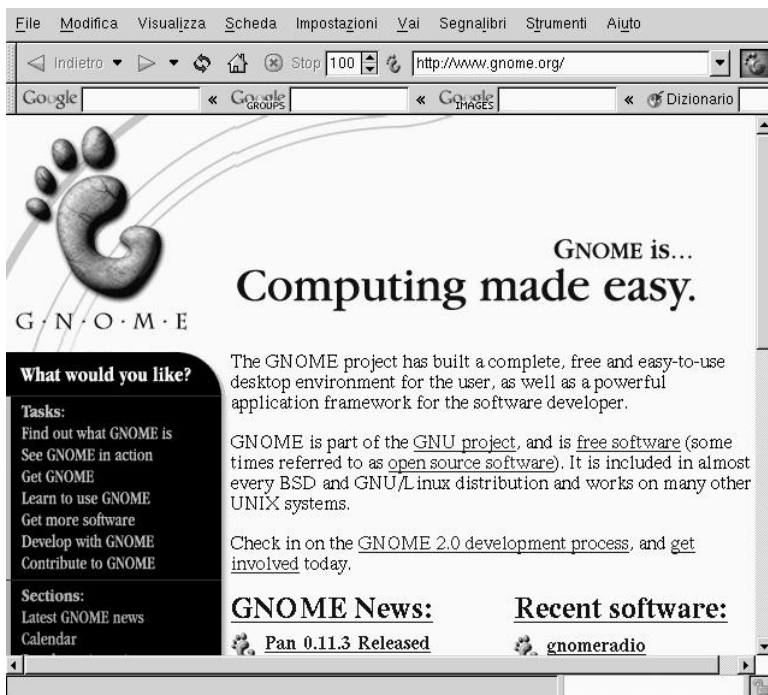 File Modifica Visualizza Scheda Impostazioni Vai Segnalibri Strumenti Aiuto
Indietro Stop 100 http://www.gnome.org/
Google « Google GROUPS « Google IMAGES « Dizionario
GNOME is...
Computing made easy.
G·N·O·M·E
What would you like?
Tasks:
Find out what GNOME is
See GNOME in action
Get GNOME
Learn to use GNOME
Get more software
Develop with GNOME
Contribute to GNOME
Sections:
Latest GNOME news
Calendar
The GNOME project has built a complete, free and easy-to-use
desktop environment for the user, as well as a powerful
application framework for the software developer.
GNOME is part of the GNU project, and is free software (some
times referred to as open source software). It is included in almost
every BSD and GNU/Linux distribution and works on many other
UNIX systems.
Check in on the GNOME 2.0 development process, and get
involved today.
GNOME News:
Pan 0.11.3 Released
Recent software:
gnomeradio